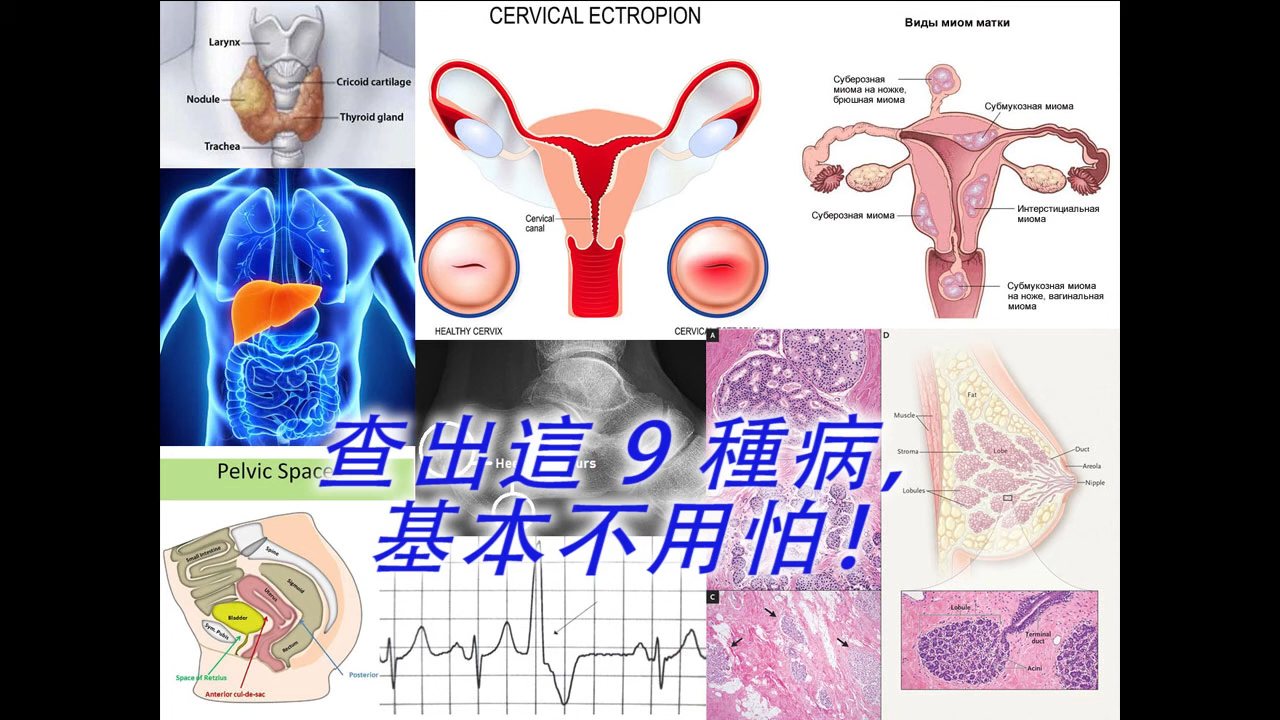 Larynx
Cricoid cartilage
Nodule
Thyroid gland
Trachea
CERVICAL ECTROPION
Cervical
canal
HEALTHY CERVIX
Виды миом матки
Суберозная
миома на ножке,
брюшная миома
Субмукозная миома
Суберозная миома
Интерстициальная
миома
Субмукозная миома
на ноже, вагинальная
миома
A
D
Fat
Muscle
Stroma
Lobe
Duct
Areola
Nipple
Lobules
查出這9種病,
基本不用怕!
Pelvic Space
Small Intestine
Spine
Sigmoid
Uterus
Bladder
Sym. Pubis
Rectum
Space of Retzius
Anterior cul-de-sac
Posterior
C
Lobule
Terminal
duct
Acini